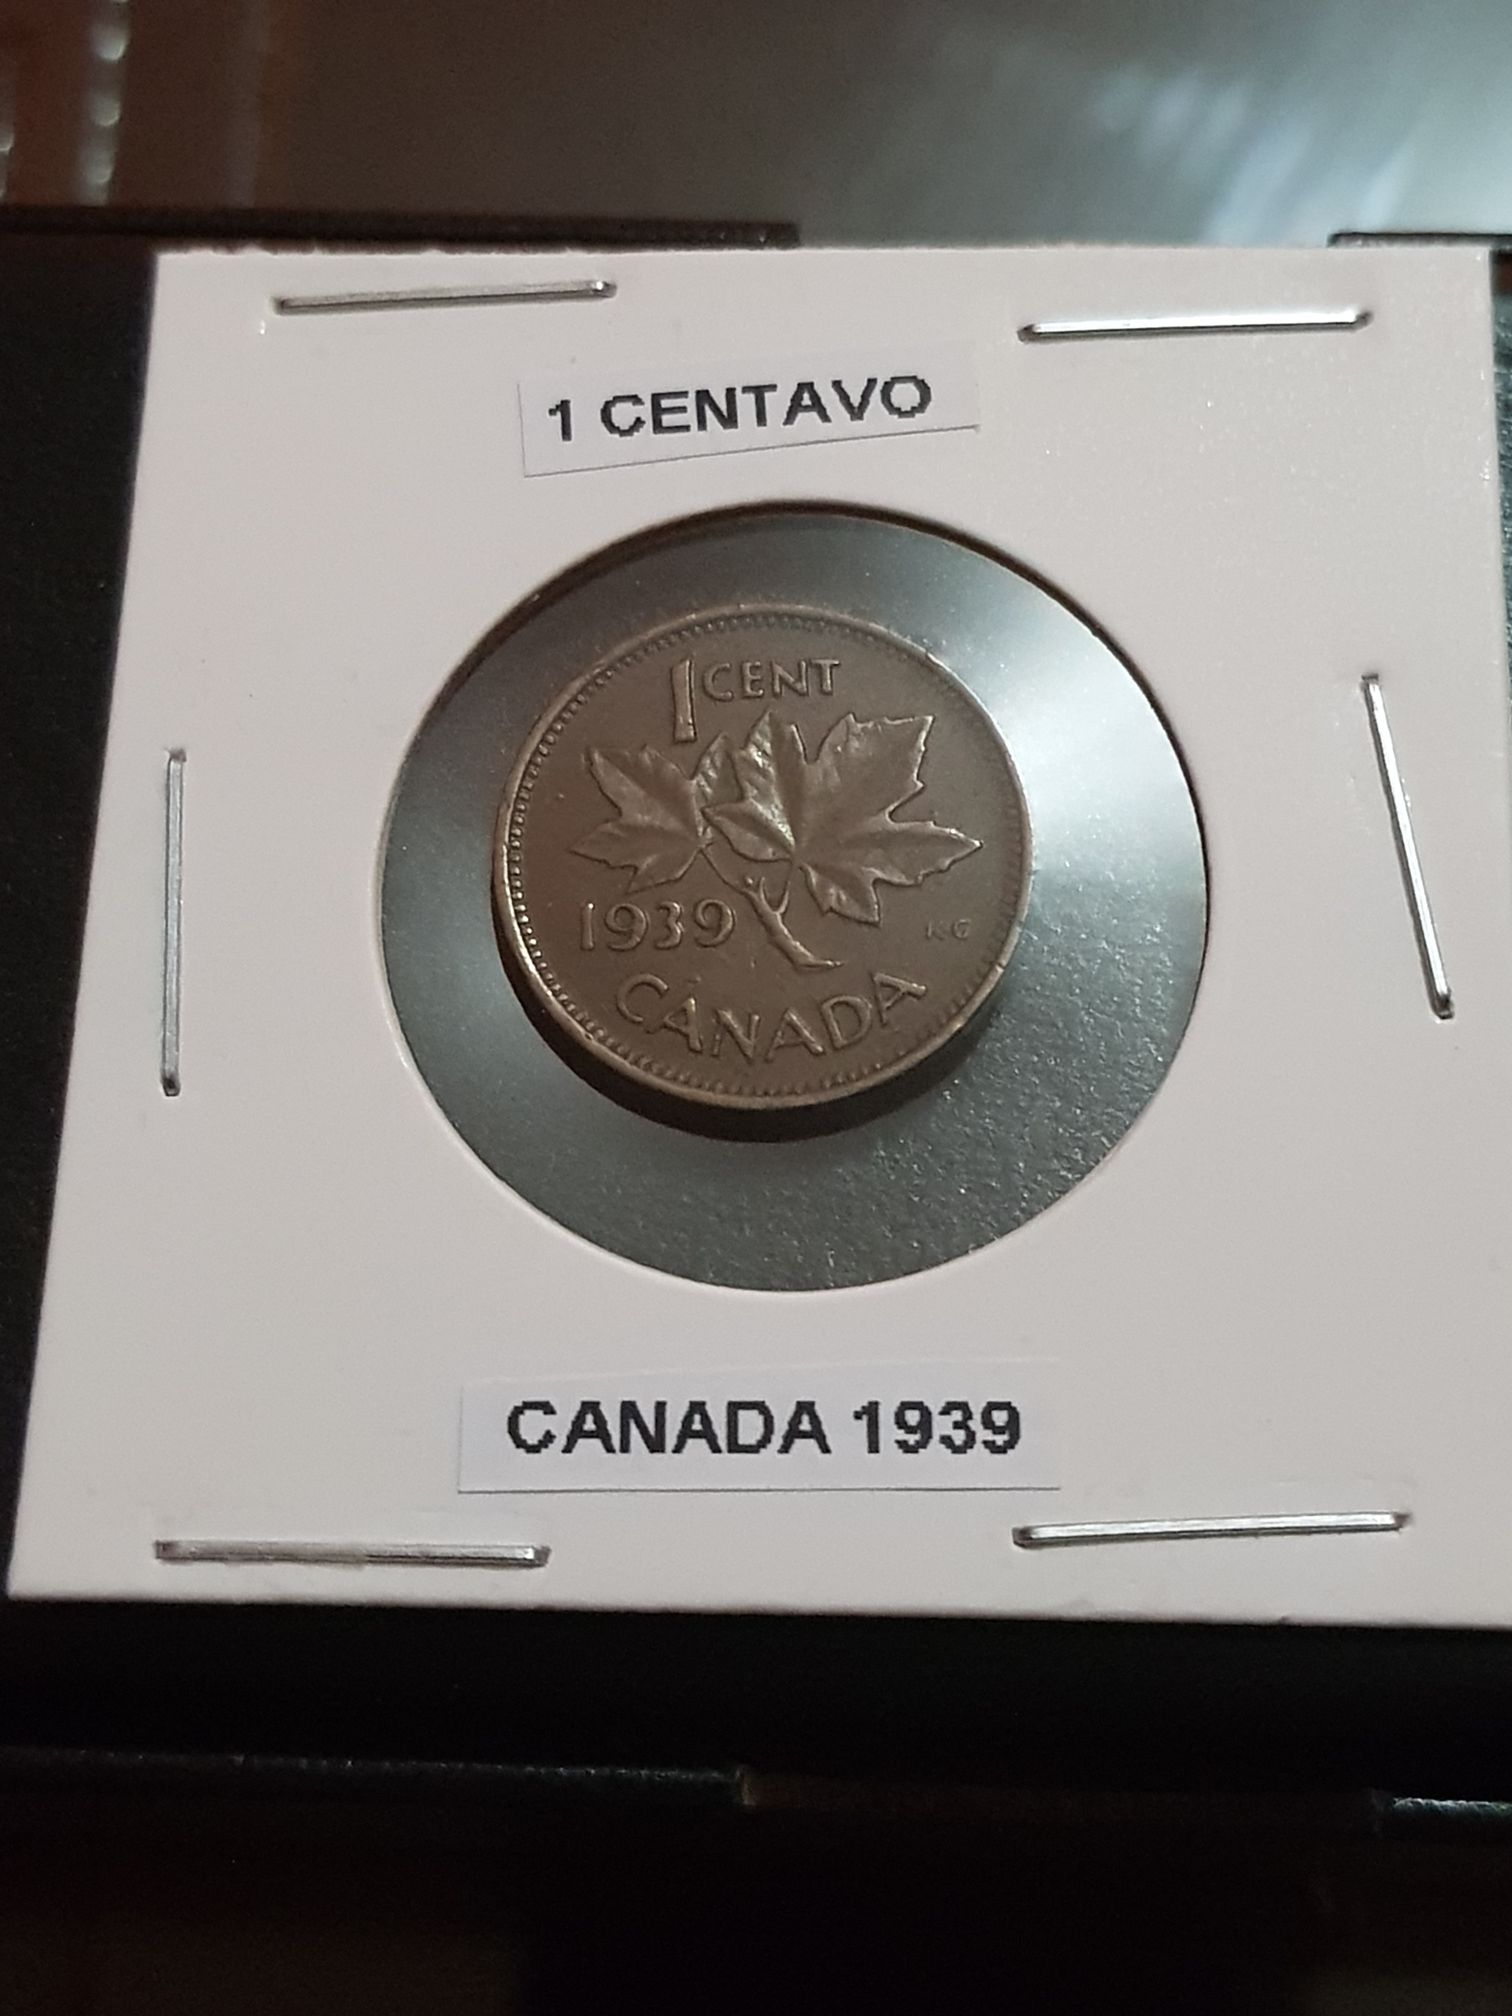 1 CENTAVO
1 CENT
1939
KG
CANADA
CANADA 1939